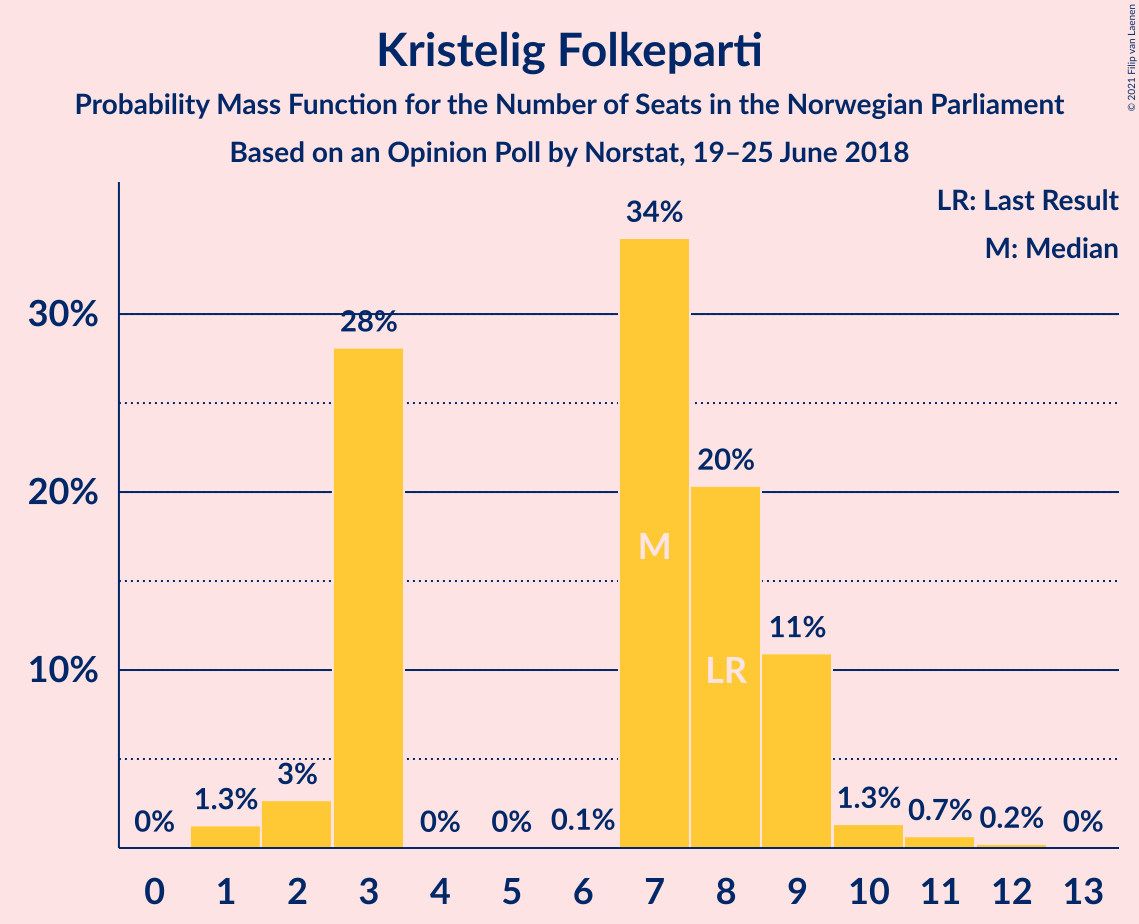 Kristelig Folkeparti
Probability Mass Function for the Number of Seats in the Norwegian Parliament
Based on an Opinion Poll by Norstat, 19–25 June 2018
© 2021 Filip van Laenen
LR: Last Result
M: Median
34%
30%
28%
20%
20%
M
11%
10%
LR
3%
0%
1.3%
0%
0%
0.1%
1.3%
0.7%
0.2%
0%
0 1 2 3 4 5 6 7 8 9 10 11 12 13